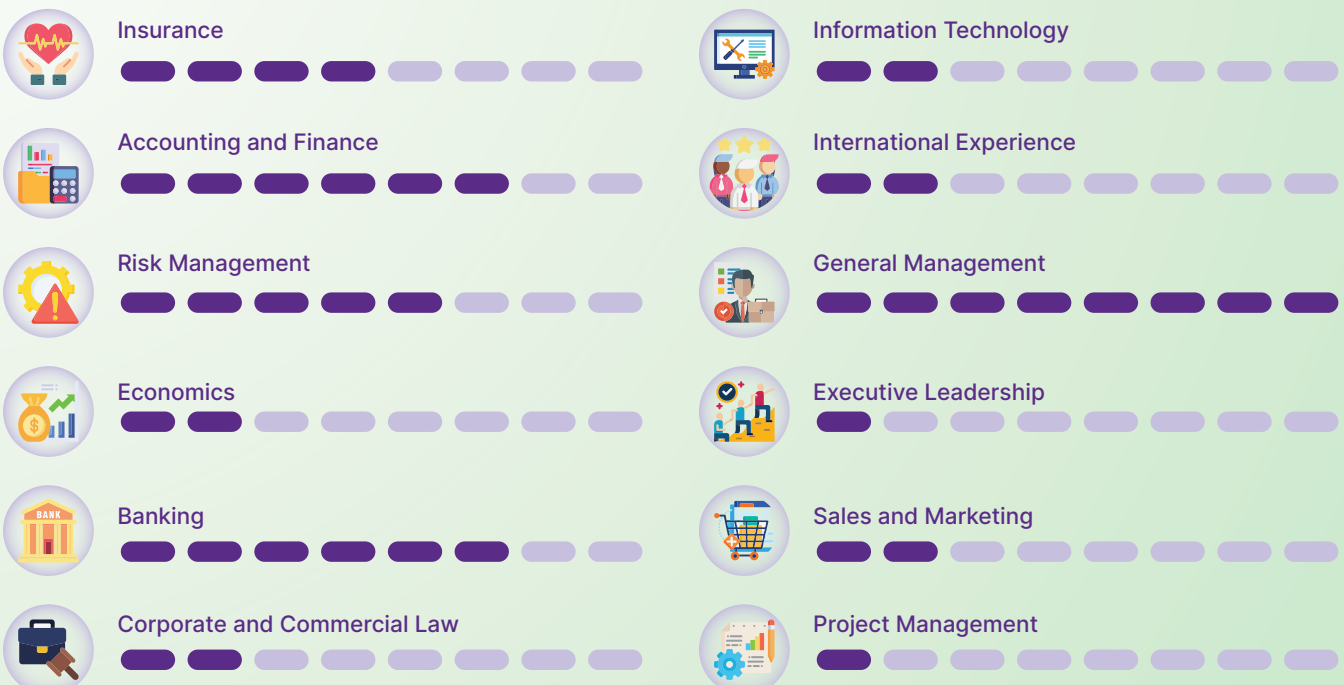 Insurance
Accounting and Finance
Risk Management
Economics
BANK
Banking
Corporate and Commercial Law
Information Technology
International Experience
General Management
Executive Leadership
Sales and Marketing
Project Management